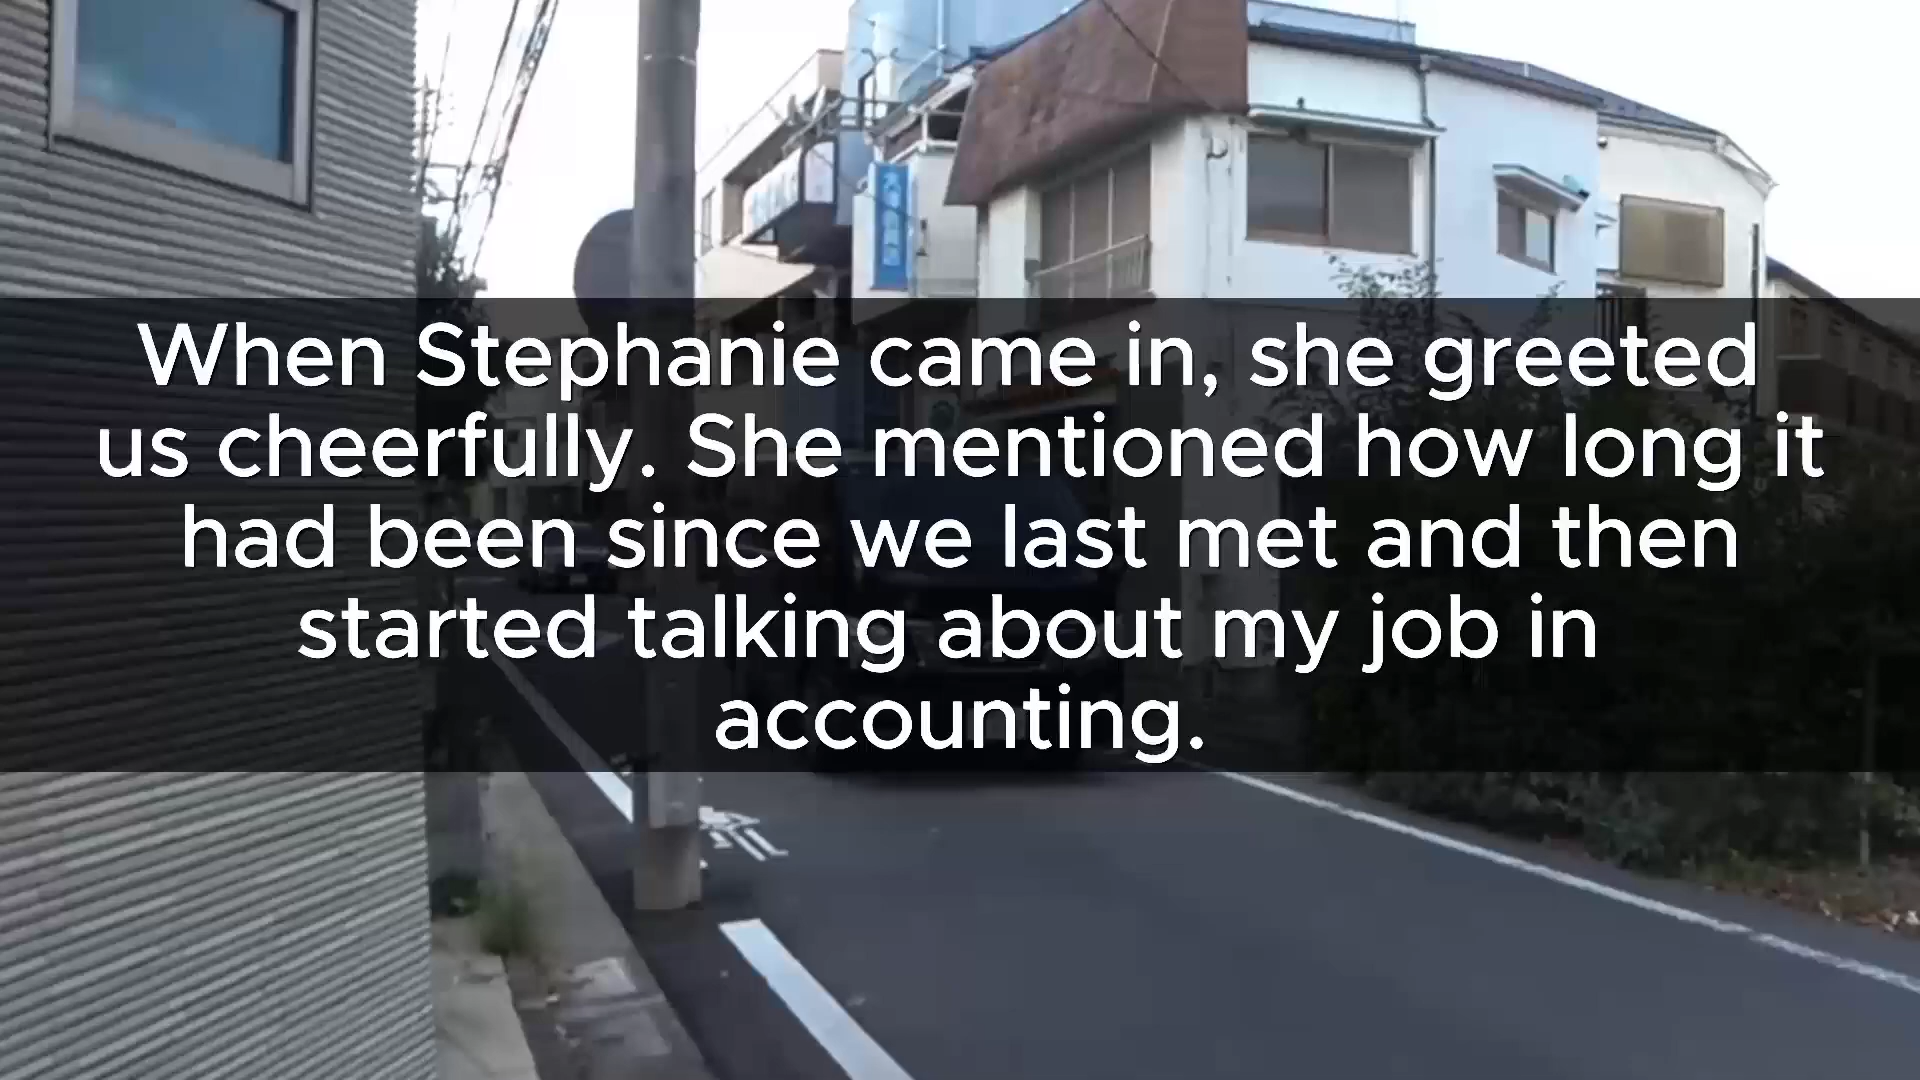 When Stephanie came in, she greeted
us cheerfully. She mentioned how long it
had been since we last met and then
started talking about my job in
accounting.